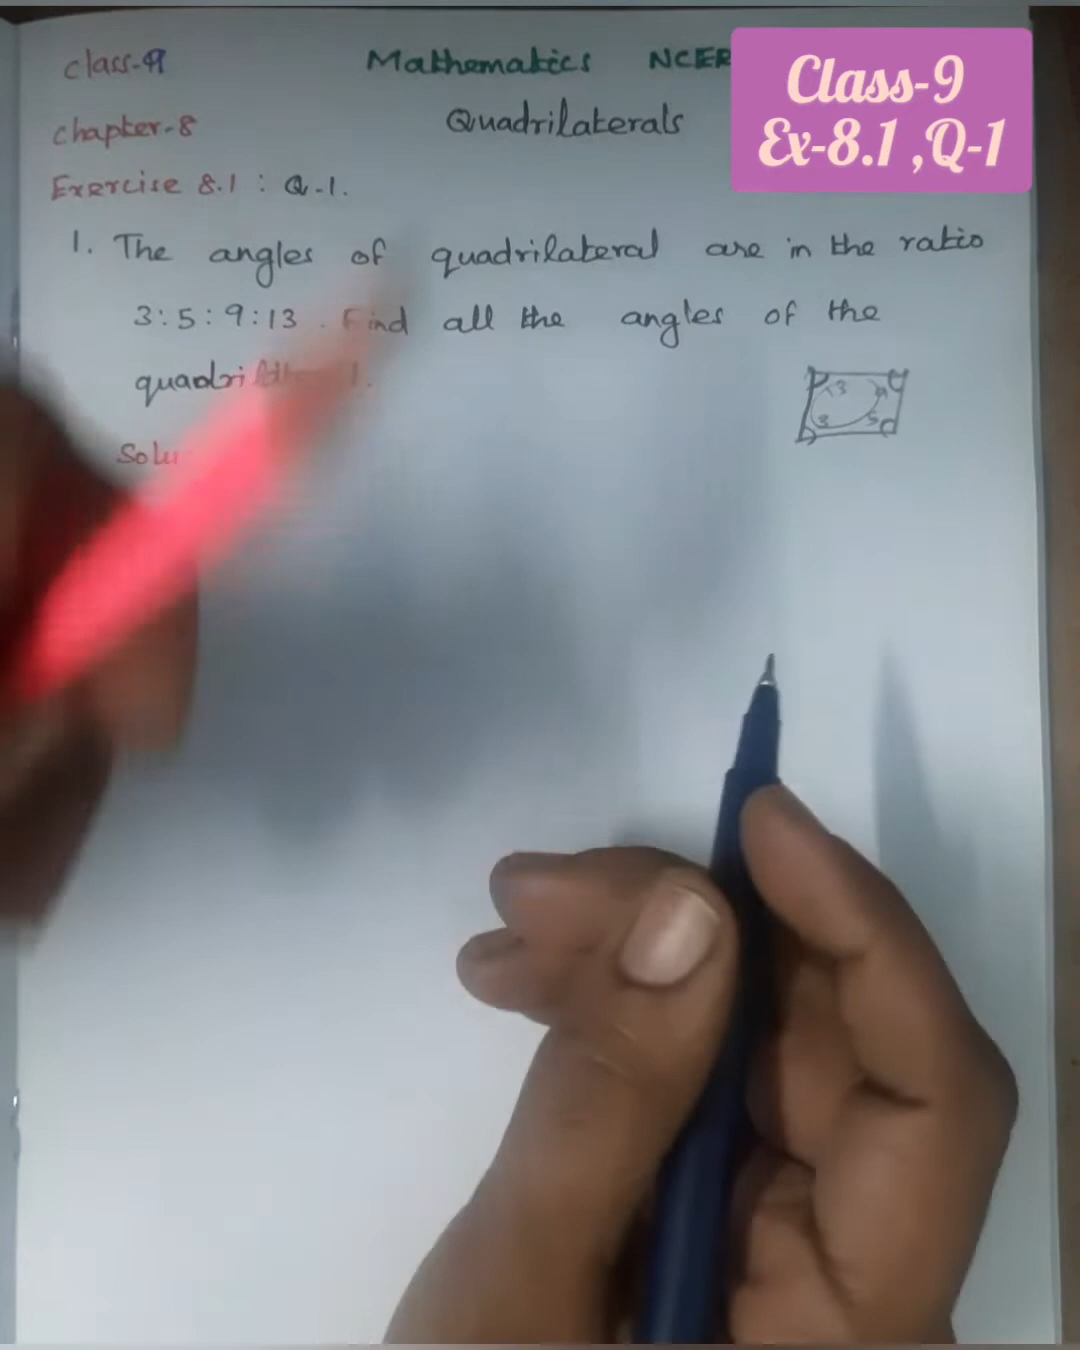 class-9
Mathematics NCER
Class-9
Ex-8.1 ,Q-1
chapter-8
Quadrilaterals
Exercise 8.1 : Q-1.
1. The angles of quadrilateral are in the ratio
3:5:9:13. Find all the angles of the
Solu